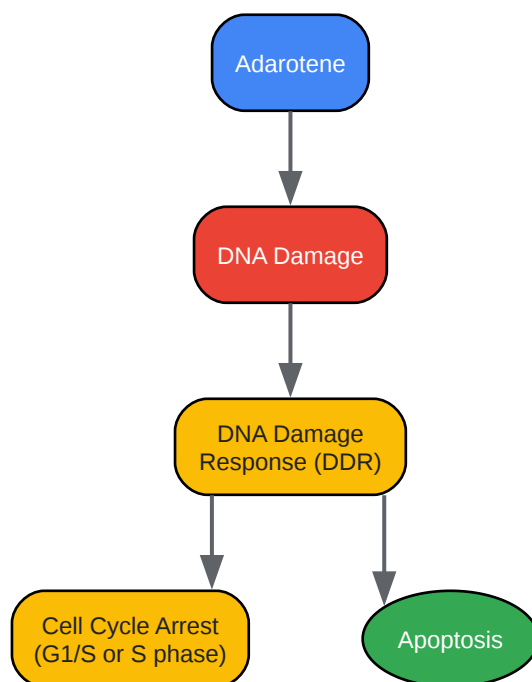 Adarotene
DNA Damage
DNA Damage
Response (DDR)
Cell Cycle Arrest
(G1/S or S phase)
Apoptosis